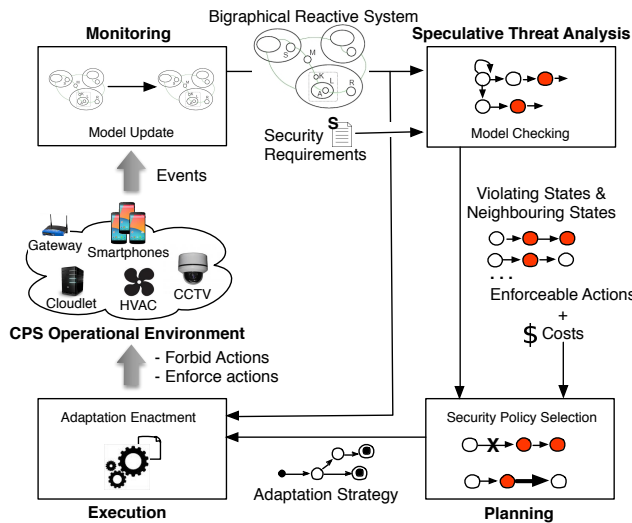 Monitoring
Bigraphical Reactive System
Speculative Threat Analysis
S
M
K
L
R
A
Model Update
S
Security
Requirements
Model Checking
Events
Violating States &
Neighbouring States
Gateway
Smartphones
Cloudlet
HVAC
CCTV
. . .
Enforceable Actions
+
$ Costs
CPS Operational Environment
- Forbid Actions
- Enforce actions
Adaptation Enactment
Security Policy Selection
X
Adaptation Strategy
Execution
Planning